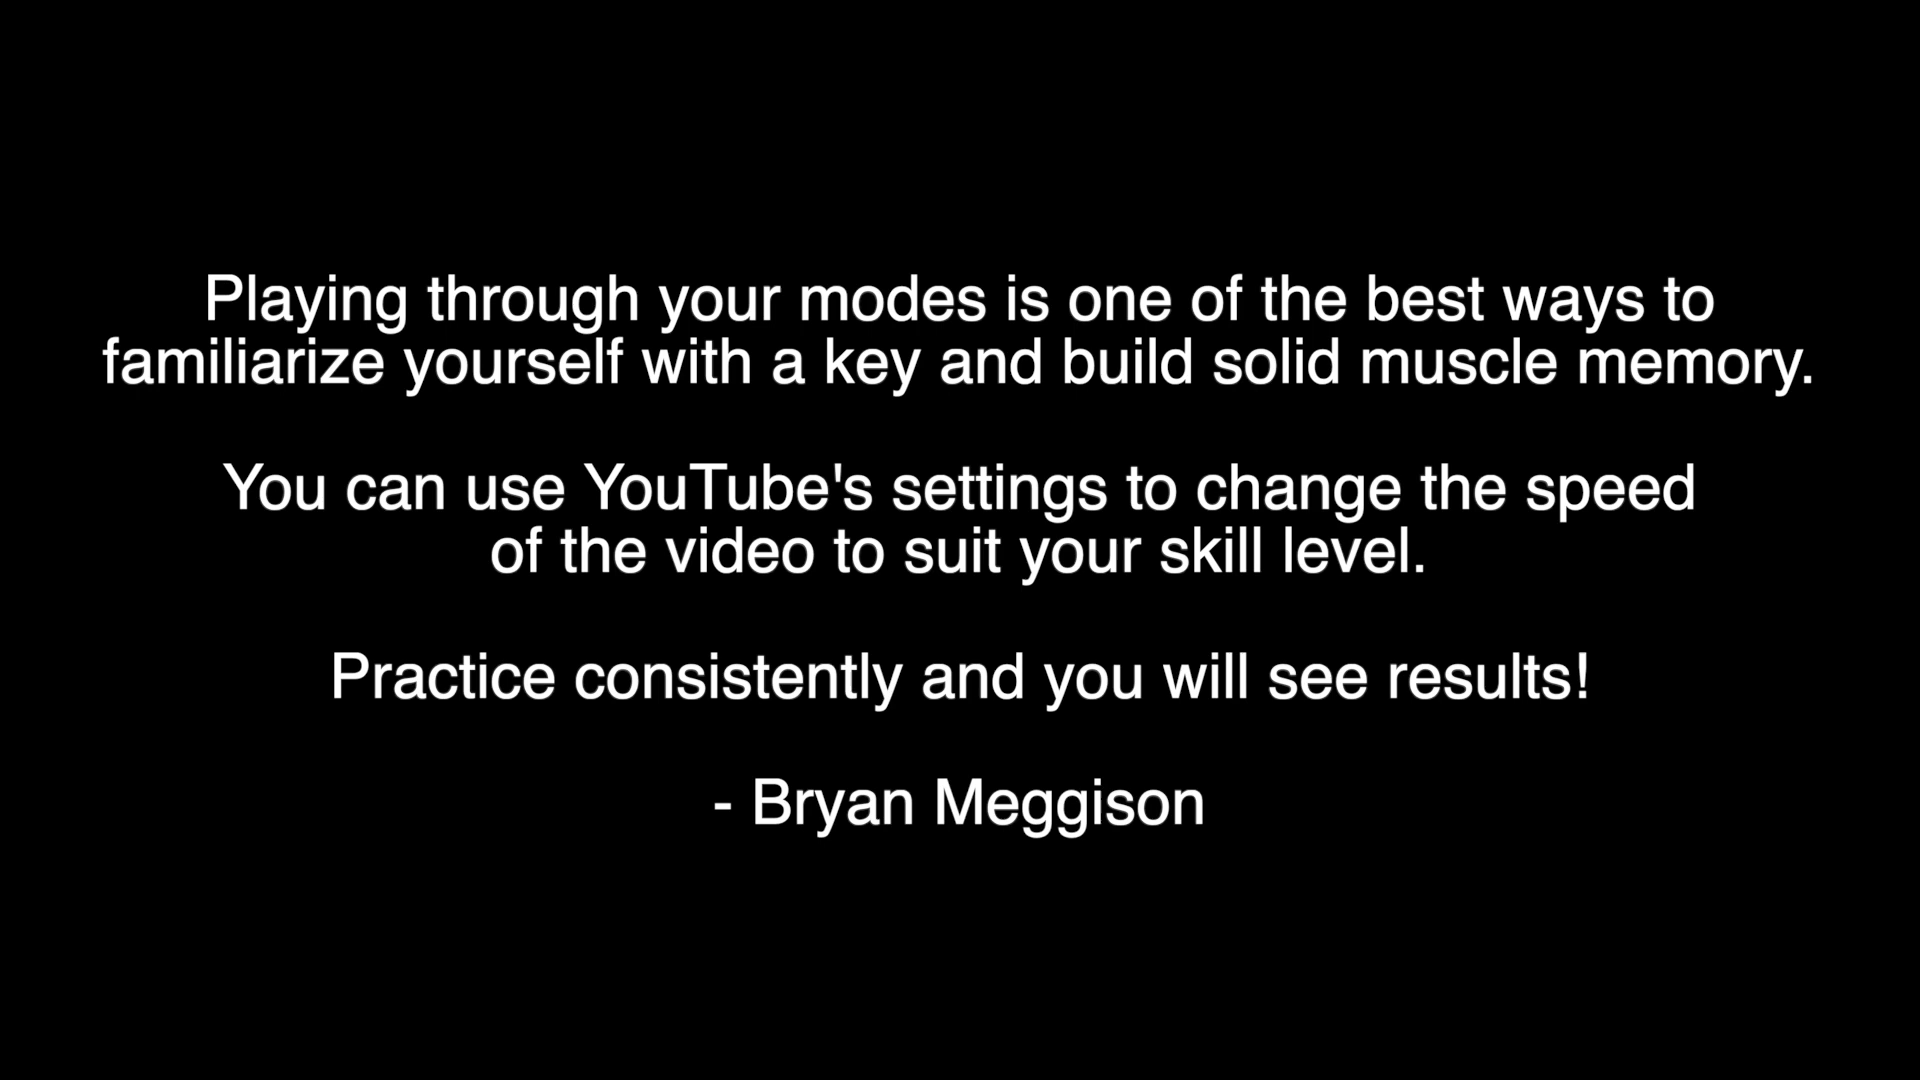 Playing through your modes is one of the best ways to
familiarize yourself with a key and build solid muscle memory.
You can use YouTube's settings to change the speed
of the video to suit your skill level.
Practice consistently and you will see results!
- Bryan Meggison